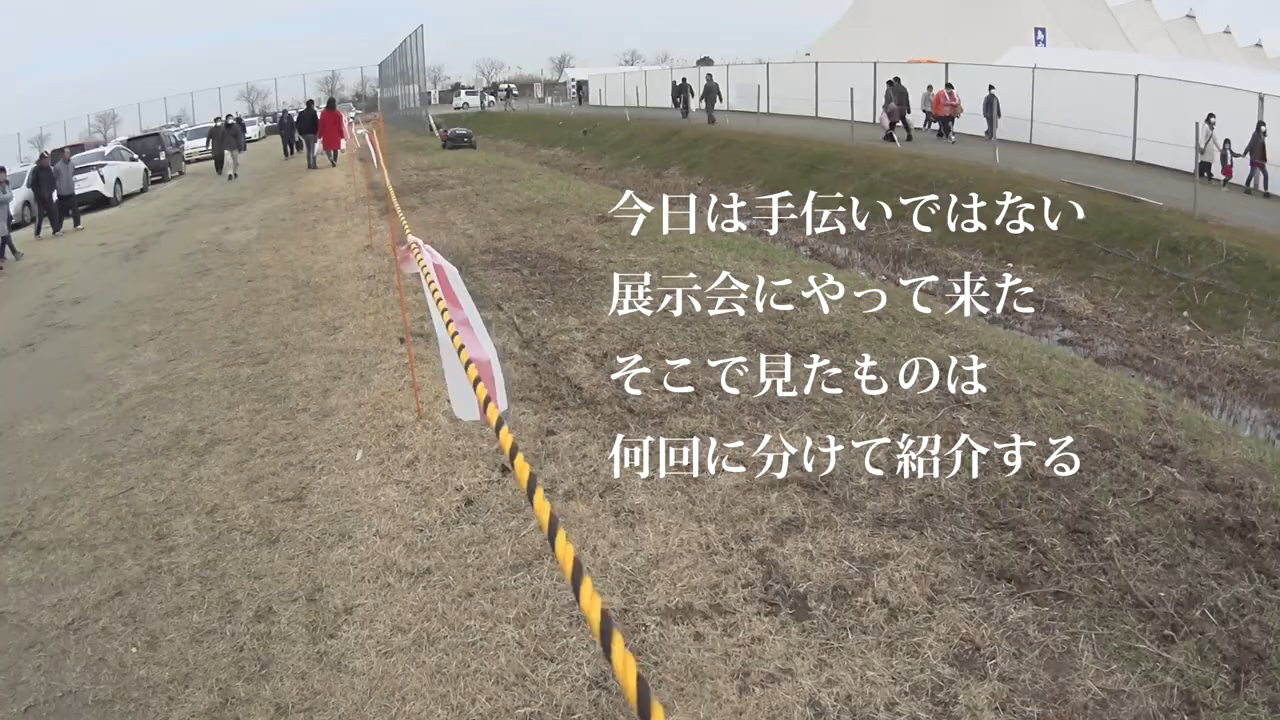 今日は手伝いではない
展示会にやって来た
そこで見たものは
何回に分けて紹介する